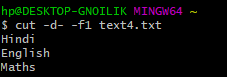 hp@DESKTOP-GNOILIK MINGW64 ~
$ cut -d- -f1 text4.txt
Hindi
English
Maths